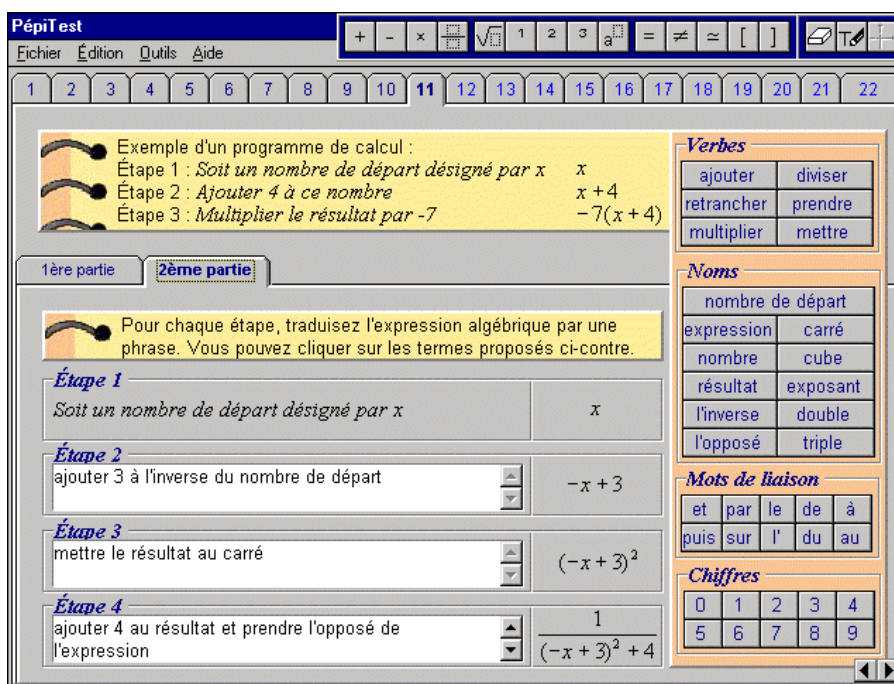 PépiTest
+ - × √ 1 2 3 a = ≠ ≃ [ ] T
Fichier Édition Outils Aide
1 2 3 4 5 6 7 8 9 10 11 12 13 14 15 16 17 18 19 20 21 22
Exemple d'un programme de calcul :
Étape 1 : Soit un nombre de départ désigné par x x
Étape 2 : Ajouter 4 à ce nombre x + 4
Étape 3 : Multiplier le résultat par -7 −7(x + 4)
1ère partie 2ème partie
Pour chaque étape, traduisez l'expression algébrique par une
phrase. Vous pouvez cliquer sur les termes proposés ci-contre.
Étape 1
Soit un nombre de départ désigné par x x
Étape 2
ajouter 3 à l'inverse du nombre de départ −x + 3
Étape 3
mettre le résultat au carré (−x + 3)²
Étape 4
ajouter 4 au résultat et prendre l'opposé de
l'expression
1
(−x + 3)² + 4
Verbes
ajouter diviser
retrancher prendre
multiplier mettre
Noms
nombre de départ
expression carré
nombre cube
résultat exposant
l'inverse double
l'opposé triple
Mots de liaison
et par le de à
puis sur l' du au
Chiffres
0 1 2 3 4
5 6 7 8 9